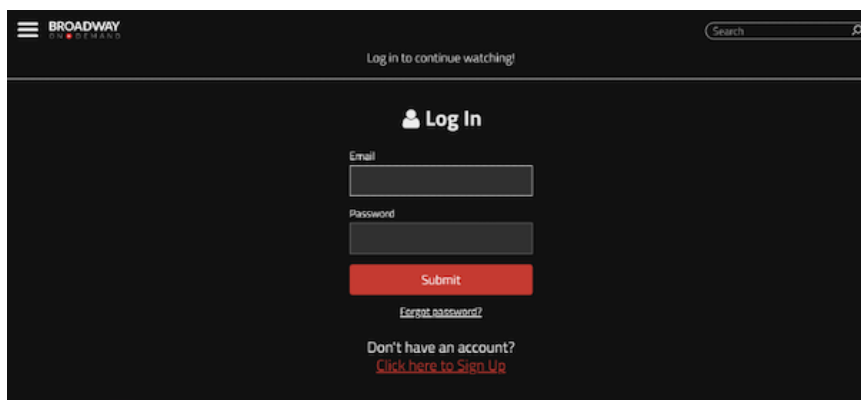 BROADWAY
ON DEMAND
Search
Log in to continue watching!
Log In
Email
Password
Submit
Forgot password?
Don't have an account?
Click here to Sign Up